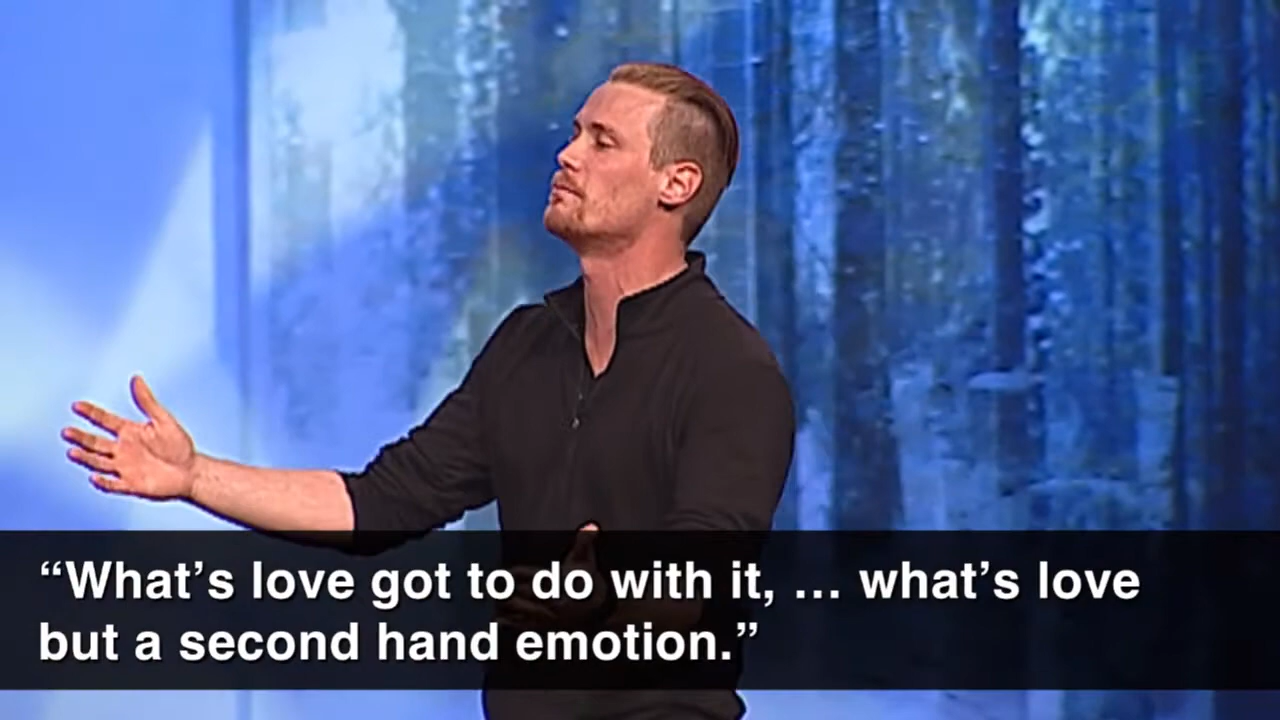 “What’s love got to do with it, ... what’s love
but a second hand emotion.”